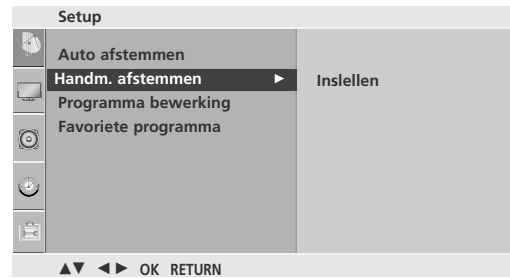 Setup
Auto afstemmen
Handm. afstemmen ► Inslellen
Programma bewerking
Favoriete programma
▲▼ ◄► OK RETURN